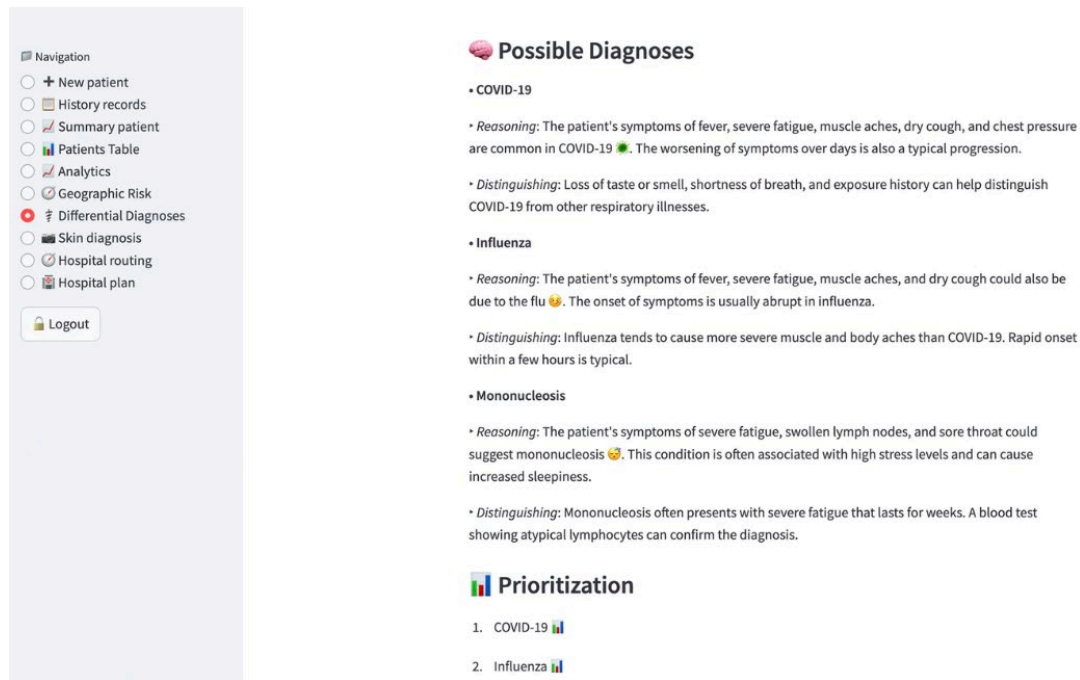 Navigation
New patient
History records
Summary patient
Patients Table
Analytics
Geographic Risk
Differential Diagnoses
Skin diagnosis
Hospital routing
Hospital plan
Logout
Possible Diagnoses
• COVID-19
‣ Reasoning: The patient's symptoms of fever, severe fatigue, muscle aches, dry cough, and chest pressure
are common in COVID-19. The worsening of symptoms over days is also a typical progression.
‣ Distinguishing: Loss of taste or smell, shortness of breath, and exposure history can help distinguish
COVID-19 from other respiratory illnesses.
• Influenza
‣ Reasoning: The patient's symptoms of fever, severe fatigue, muscle aches, and dry cough could also be
due to the flu. The onset of symptoms is usually abrupt in influenza.
‣ Distinguishing: Influenza tends to cause more severe muscle and body aches than COVID-19. Rapid onset
within a few hours is typical.
• Mononucleosis
‣ Reasoning: The patient's symptoms of severe fatigue, swollen lymph nodes, and sore throat could
suggest mononucleosis. This condition is often associated with high stress levels and can cause
increased sleepiness.
‣ Distinguishing: Mononucleosis often presents with severe fatigue that lasts for weeks. A blood test
showing atypical lymphocytes can confirm the diagnosis.
Prioritization
1. COVID-19
2. Influenza